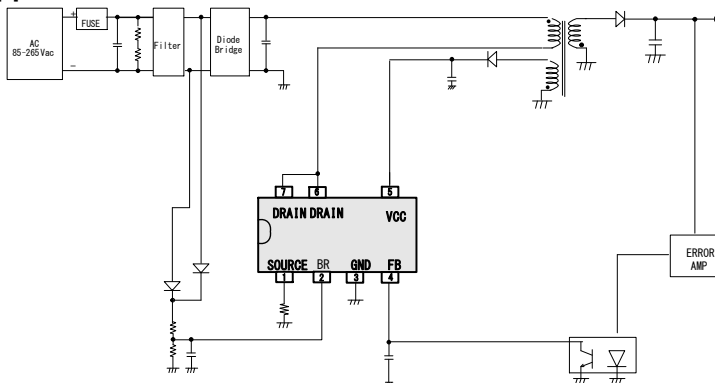 AC
85-265Vac
+
FUSE
-
Filter
Diode
Bridge
7
6
5
DRAIN DRAIN
VCC
SOURCE BR GND FB
1
2
3
4
ERROR
AMP